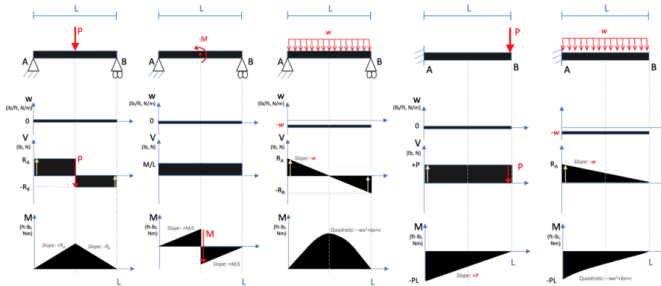 L
L
L
L
L
P
M
w
P
w
A
B
A
B
A
B
A
B
A
B
w
(lb/ft, N/m)
0
w
(lb/ft, N/m)
0
w
(lb/ft, N/m)
-w
w
(lb/ft, N/m)
0
w
(lb/ft, N/m)
-w
V
(lb, N)
RA
P
-RB
V
(lb, N)
M/L
V
(lb, N)
RA
Slope: -w
-RB
V
(lb, N)
+P
P
V
(lb, N)
RA
Slope: -w
M
(ft-lb, Nm)
Slope: +RA
Slope: -RB
L
M
(ft-lb, Nm)
Slope: +M/L
M
Slope: +M/L
L
M
(ft-lb, Nm)
Quadratic: -wx²+bx+c
L
M
(ft-lb, Nm)
-PL
Slope: +P
L
M
(ft-lb, Nm)
-PL
Quadratic: -wx²+bx+c
L